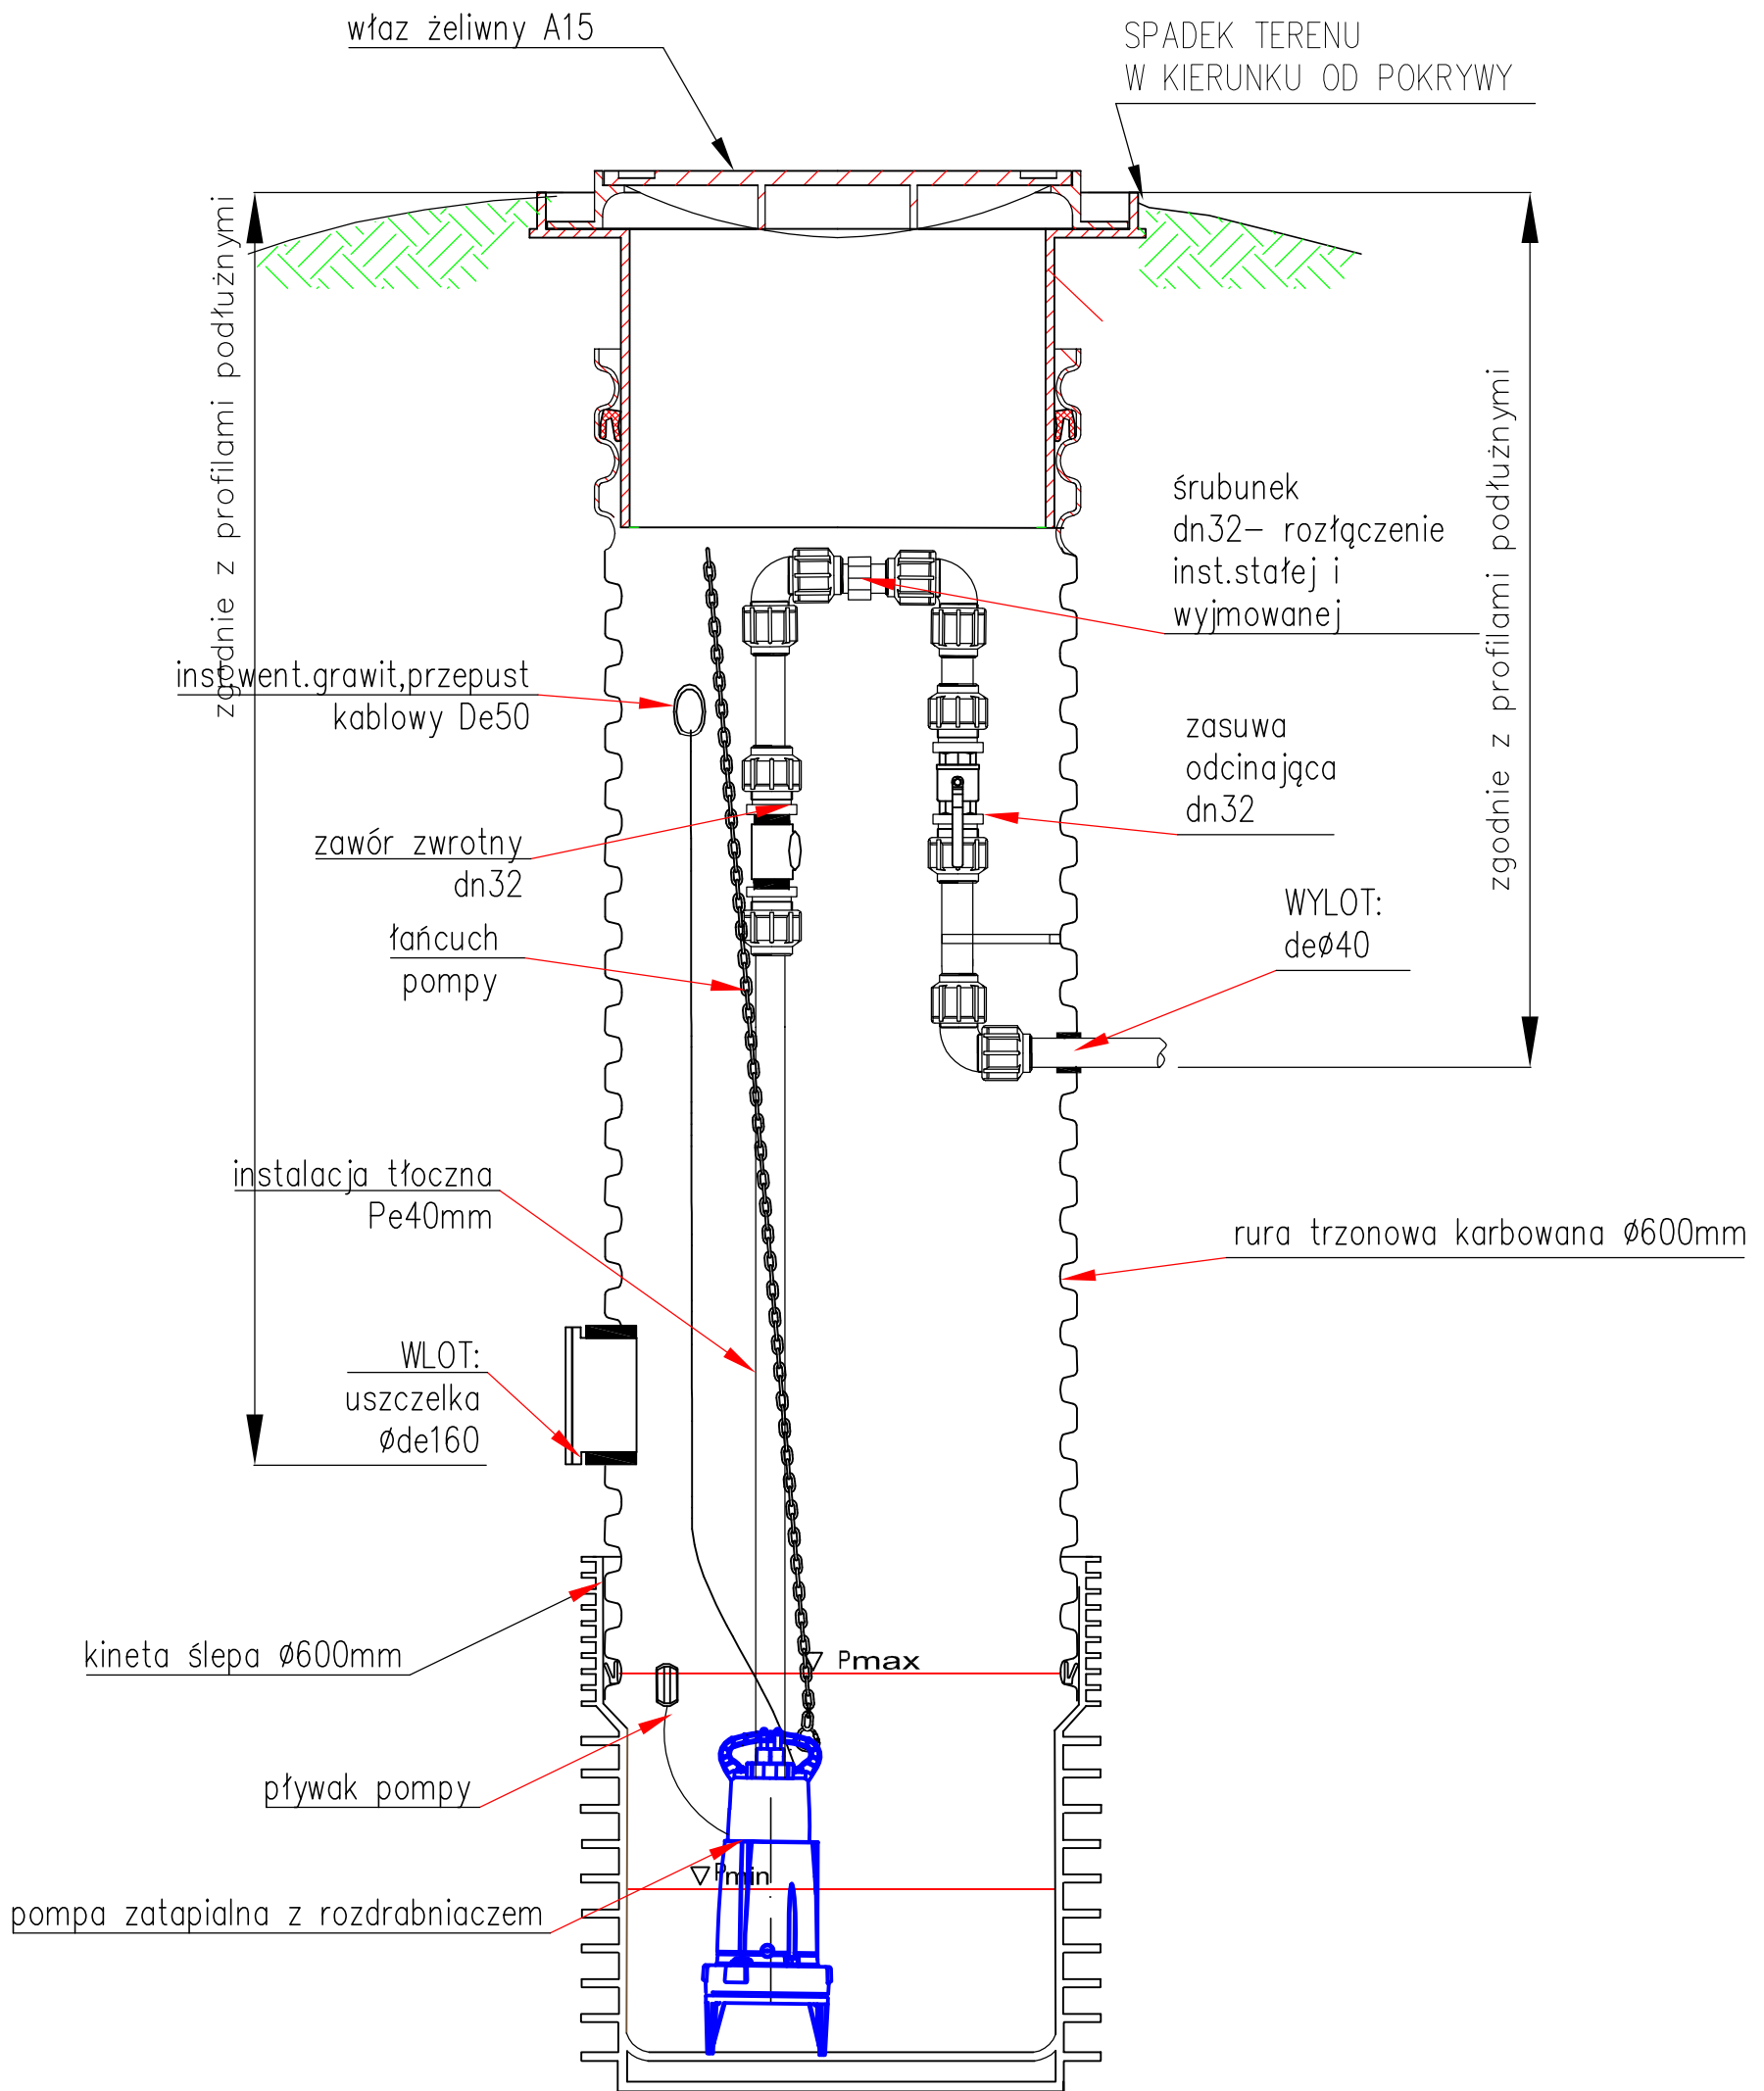 właz żeliwny A15
SPADEK TERENU
W KIERUNKU OD POKRYWY
zgodnie z profilami podłużnymi
zgodnie z profilami podłużnymi
śrubunek
dn32- rozłączenie
inst.stałej i
wyjmowanej
inst.went.grawit,przepust
kablowy De50
zasuwa
odcinająca
dn32
zawór zwrotny
dn32
łańcuch
pompy
WYLOT:
deø40
instalacja tłoczna
Pe40mm
rura trzonowa karbowana ø600mm
WLOT:
uszczelka
øde160
kineta ślepa ø600mm
Pmax
pływak pompy
Pmin
pompa zatapialna z rozdrabniaczem